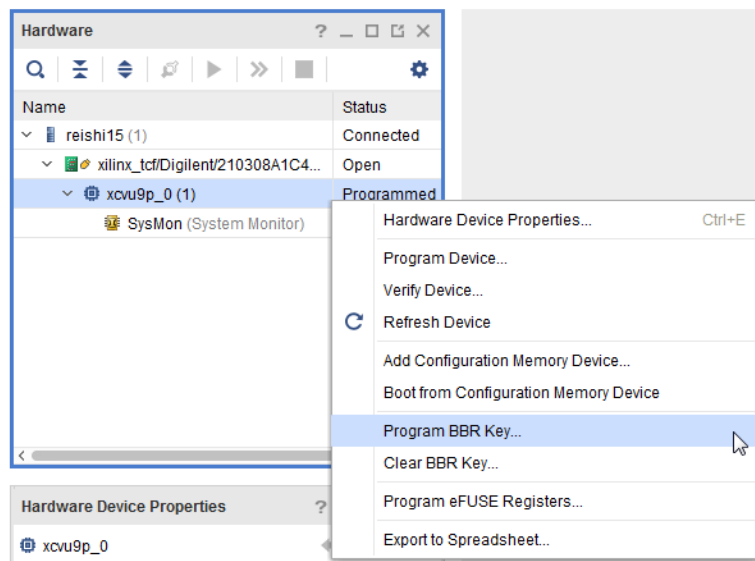 Hardware
Name Status
reishi15 (1) Connected
xilinx_tcf/Digilent/210308A1C4... Open
xcvu9p_0 (1) Programmed
SysMon (System Monitor)
Hardware Device Properties... Ctrl+E
Program Device...
Verify Device...
Refresh Device
Add Configuration Memory Device...
Boot from Configuration Memory Device
Program BBR Key...
Clear BBR Key...
Program eFUSE Registers...
Export to Spreadsheet...
Hardware Device Properties ?
xcvu9p_0